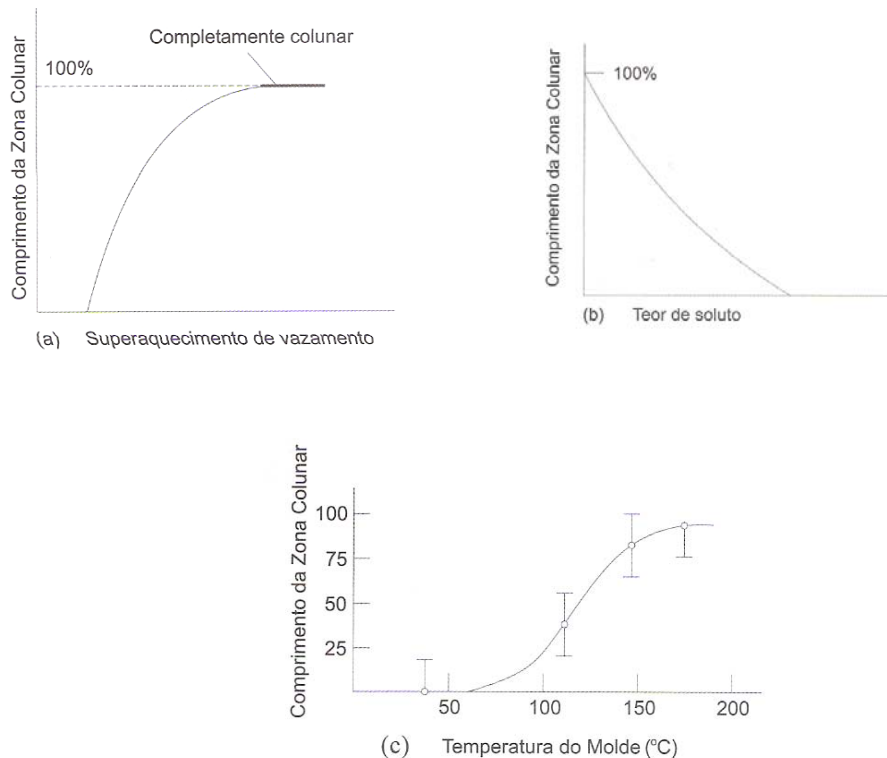 Completamente colunar
100%
Comprimento da Zona Colunar
(a) Superaquecimento de vazamento
100%
Comprimento da Zona Colunar
(b) Teor de soluto
Comprimento da Zona Colunar
100
75
50
25
50 100 150 200
(c) Temperatura do Molde (ºC)